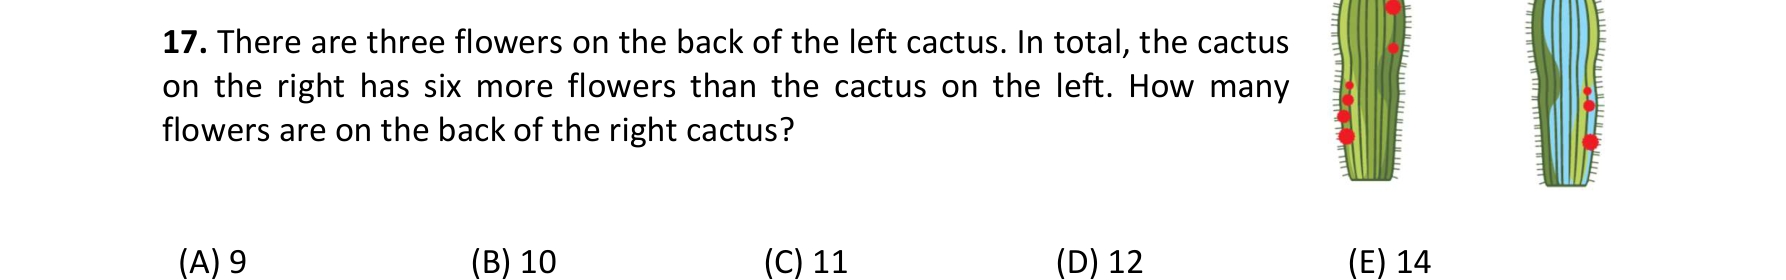 17. There are three flowers on the back of the left cactus. In total, the cactus
on the right has six more flowers than the cactus on the left. How many
flowers are on the back of the right cactus?
(A) 9 (B) 10 (C) 11 (D) 12 (E) 14